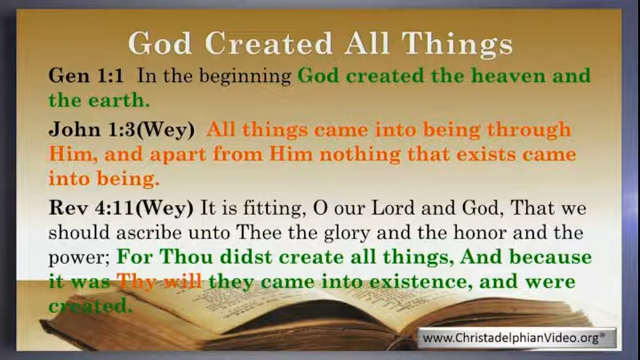 God Created All Things
Gen 1:1 In the beginning God created the heaven and
the earth.
John 1:3(Wey) All things came into being through
Him, and apart from Him nothing that exists came
into being.
Rev 4:11(Wey) It is fitting, O our Lord and God, That we
should ascribe unto Thee the glory and the honor and the
power; For Thou didst create all things, And because
it was Thy will they came into existence, and were
created.
www.ChristadelphianVideo.org®